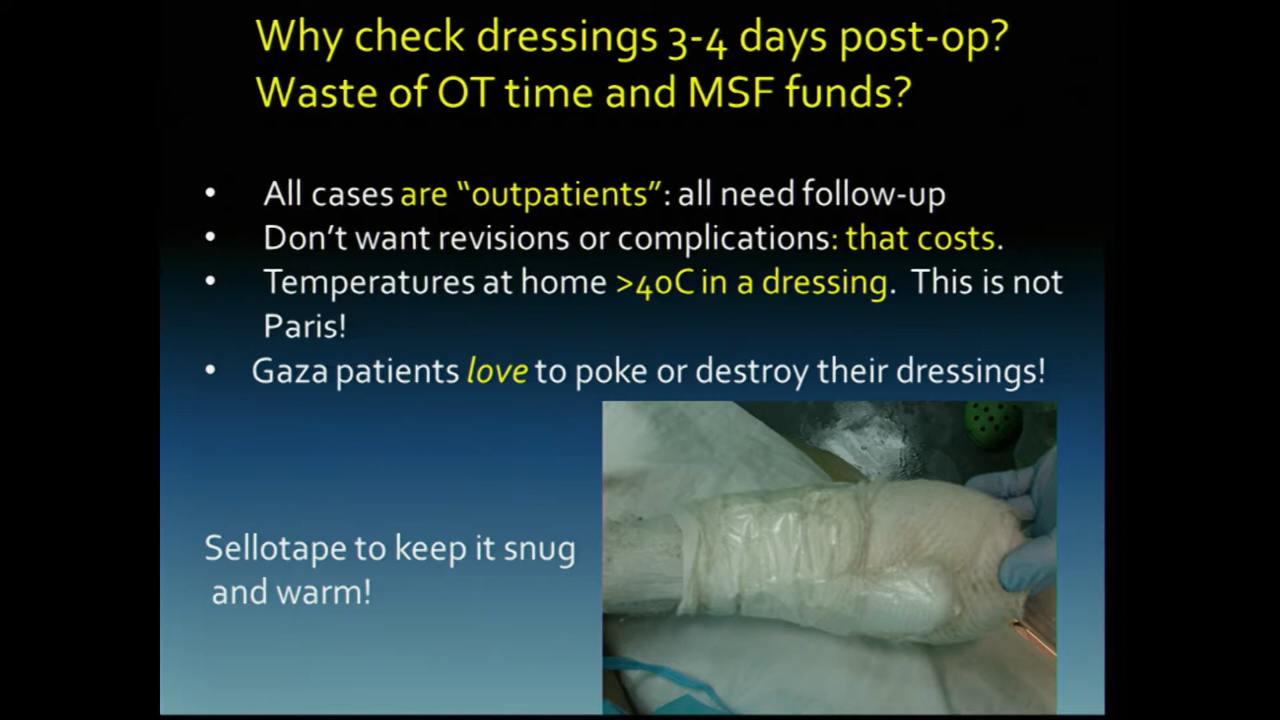 Why check dressings 3-4 days post-op?
Waste of OT time and MSF funds?
• All cases are “outpatients”: all need follow-up
• Don’t want revisions or complications: that costs.
• Temperatures at home >40C in a dressing. This is not
Paris!
• Gaza patients love to poke or destroy their dressings!
Sellotape to keep it snug
and warm!